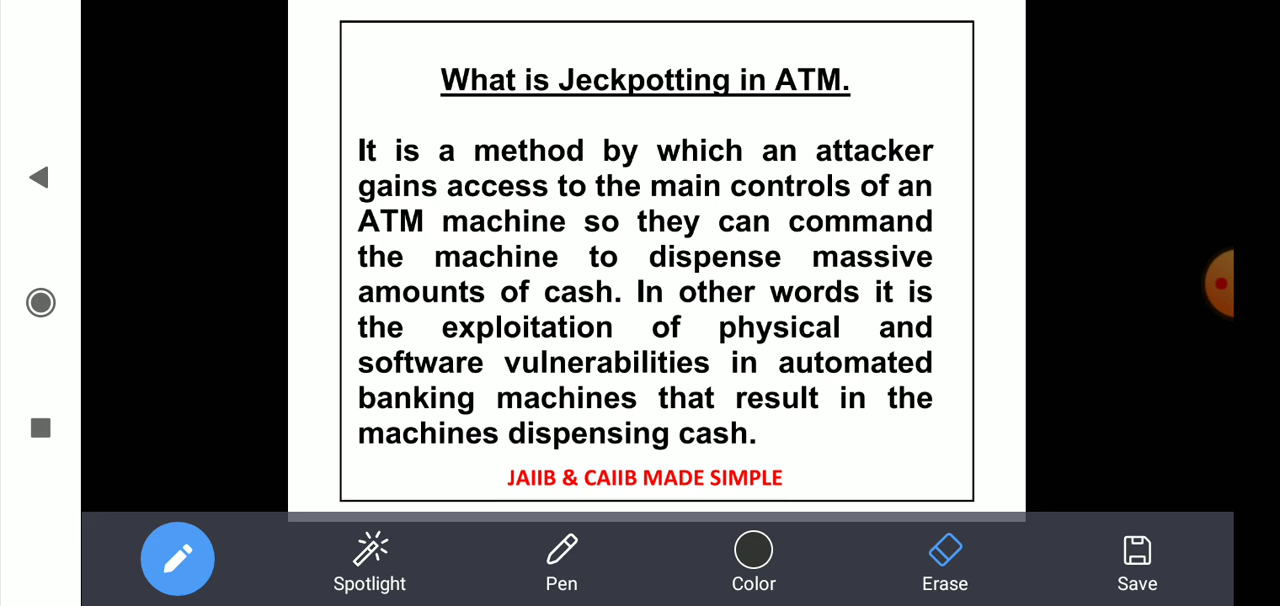 What is Jeckpotting in ATM.
It is a method by which an attacker
gains access to the main controls of an
ATM machine so they can command
the machine to dispense massive
amounts of cash. In other words it is
the exploitation of physical and
software vulnerabilities in automated
banking machines that result in the
machines dispensing cash.
JAIIB & CAIIB MADE SIMPLE
Spotlight Pen Color Erase Save